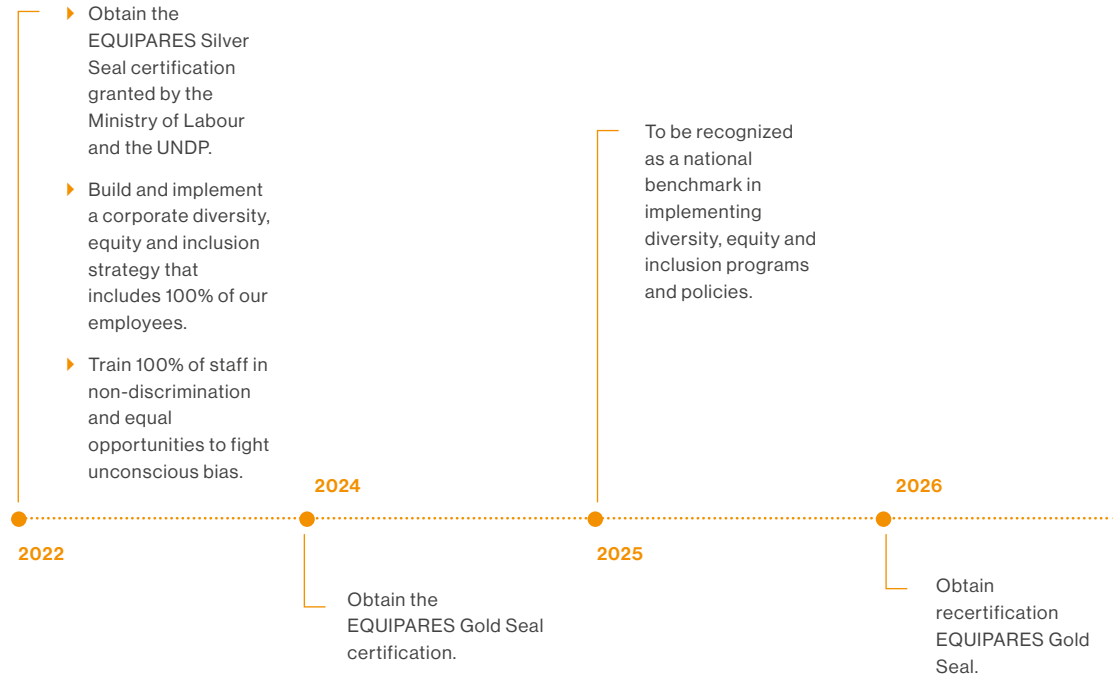 Obtain the
EQUIPARES Silver
Seal certification
granted by the
Ministry of Labour
and the UNDP.
Build and implement
a corporate diversity,
equity and inclusion
strategy that
includes 100% of our
employees.
Train 100% of staff in
non-discrimination
and equal
opportunities to fight
unconscious bias.
2022
2024
Obtain the
EQUIPARES Gold Seal
certification.
To be recognized
as a national
benchmark in
implementing
diversity, equity and
inclusion programs
and policies.
2025
2026
Obtain
recertification
EQUIPARES Gold
Seal.